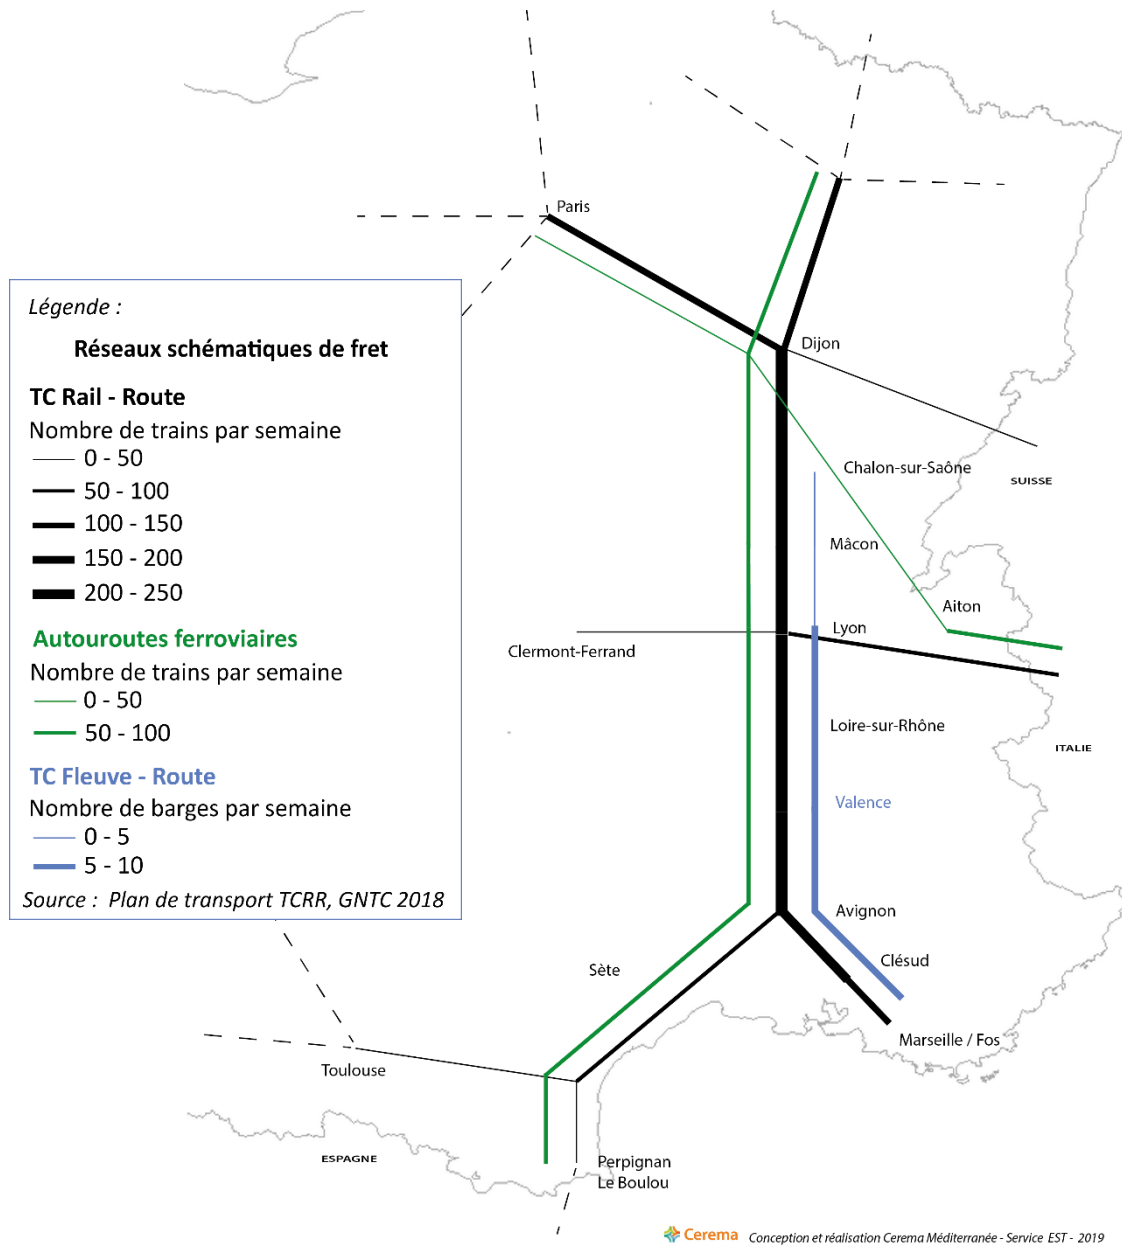 Paris
Légende :
Réseaux schématiques de fret
TC Rail - Route
Nombre de trains par semaine
0 - 50
50 - 100
100 - 150
150 - 200
200 - 250
Autouroutes ferroviaires
Nombre de trains par semaine
0 - 50
50 - 100
TC Fleuve - Route
Nombre de barges par semaine
0 - 5
5 - 10
Source : Plan de transport TCRR, GNTC 2018
Dijon
Chalon-sur-Saône
SUISSE
Mâcon
Aiton
Lyon
Clermont-Ferrand
Loire-sur-Rhône
ITALIE
Valence
Avignon
Clésud
Sète
Marseille / Fos
Toulouse
ESPAGNE
Perpignan
Le Boulou
Cerema Conception et réalisation Cerema Méditerranée - Service EST - 2019